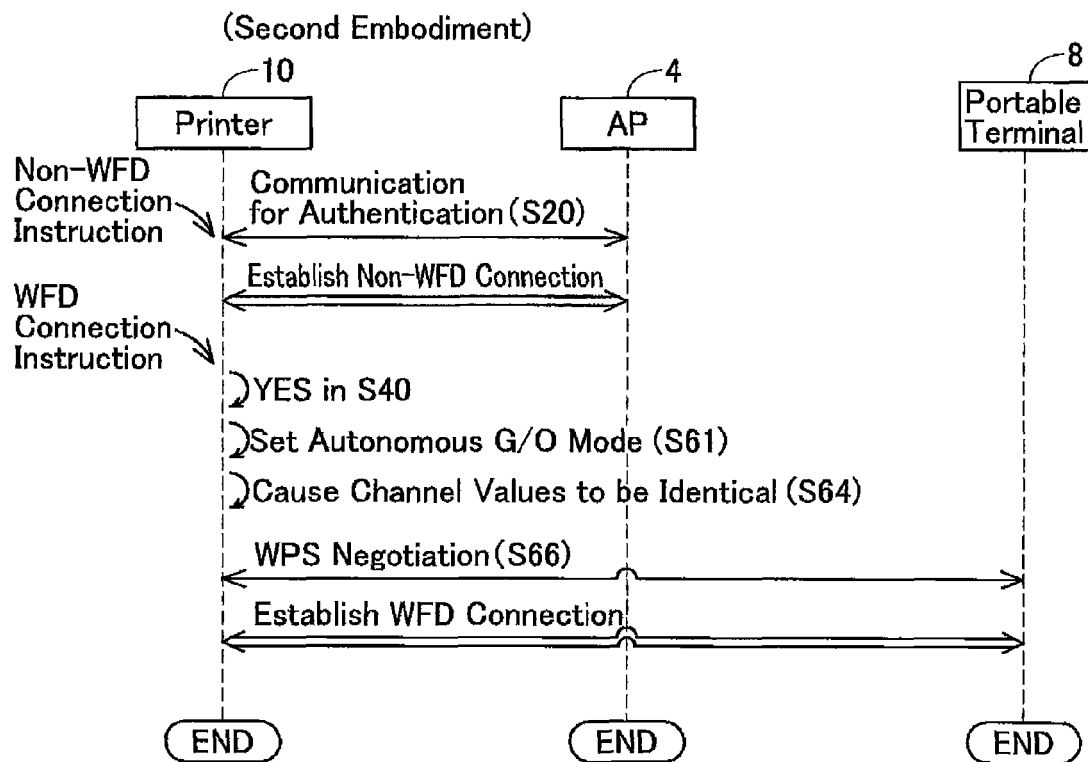 (Second Embodiment)
10
4
8
Printer
AP
Portable
Terminal
Non-WFD
Connection
Instruction
Communication
for Authentication (S20)
Establish Non-WFD Connection
WFD
Connection
Instruction
YES in S40
Set Autonomous G/O Mode (S61)
Cause Channel Values to be Identical (S64)
WPS Negotiation (S66)
Establish WFD Connection
END
END
END